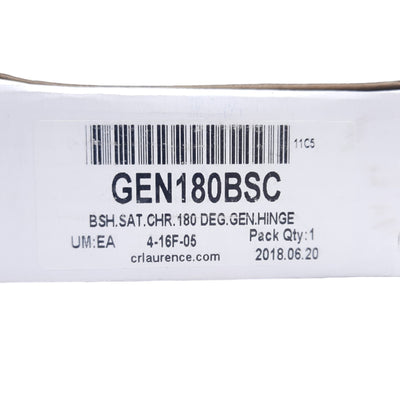 11C5
GEN180BSC
BSH.SAT.CHR.180 DEG.GEN.HINGE
UM:EA 4-16F-05 Pack Qty:1
crlaurence.com 2018.06.20